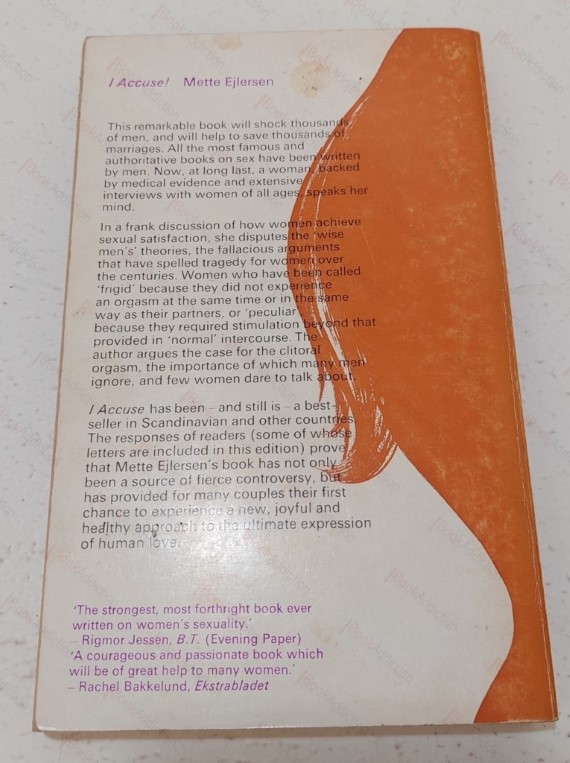 I Accuse! Mette Ejlersen
This remarkable book will shock thousands
of men, and will help to save thousands of
marriages. All the most famous and
authoritative books on sex have been written
by men. Now, at long last, a woman, backed
by medical evidence and extensive
interviews with women of all ages, speaks her
mind.
In a frank discussion of how women achieve
sexual satisfaction, she disputes the 'wise
men's' theories, the fallacious arguments
that have spelled tragedy for women over
the centuries. Women who have been called
'frigid' because they did not experience
an orgasm at the same time or in the same
way as their partners, or 'peculiar'
because they required stimulation beyond that
provided in 'normal' intercourse. The
author argues the case for the clitoral
orgasm, the importance of which many men
ignore, and few women dare to talk about.
I Accuse has been – and still is – a best-
seller in Scandinavian and other countries.
The responses of readers (some of whose
letters are included in this edition) prove
that Mette Ejlersen's book has not only
been a source of fierce controversy, but
has provided for many couples their first
chance to experience a new, joyful and
healthy approach to the ultimate expression
of human love.
'The strongest, most forthright book ever
written on women's sexuality.'
– Rigmor Jessen, B.T. (Evening Paper)
'A courageous and passionate book which
will be of great help to many women.'
– Rachel Bakkelund, Ekstrabladet